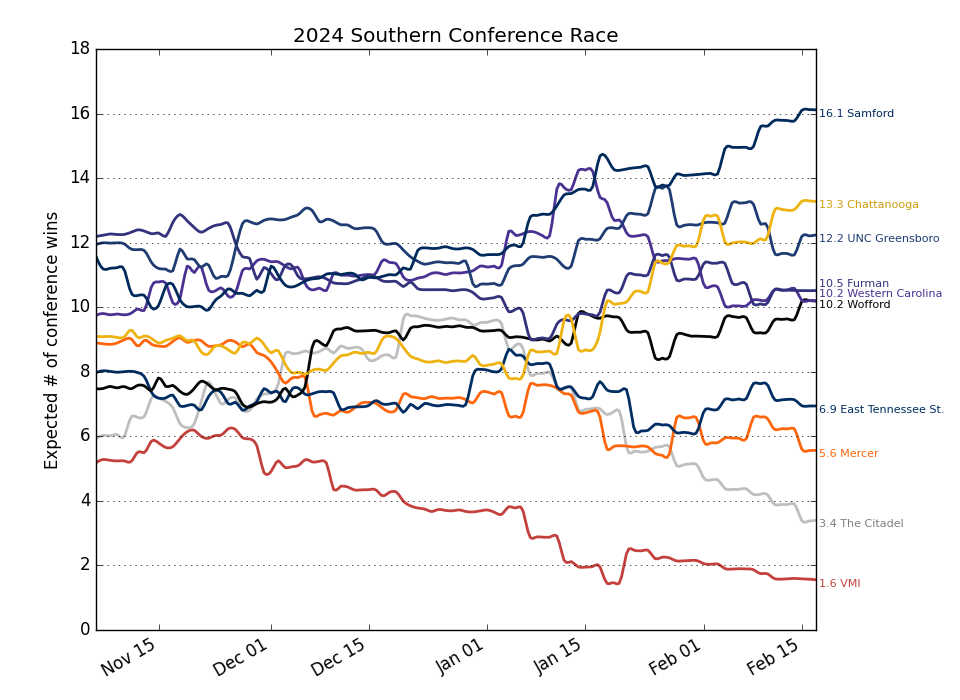 2024 Southern Conference Race
Expected # of conference wins
18
16
14
12
10
8
6
4
2
0
16.1 Samford
13.3 Chattanooga
12.2 UNC Greensboro
10.5 Furman
10.2 Western Carolina
10.2 Wofford
6.9 East Tennessee St.
5.6 Mercer
3.4 The Citadel
1.6 VMI
Nov 15
Dec 01
Dec 15
Jan 01
Jan 15
Feb 01
Feb 15